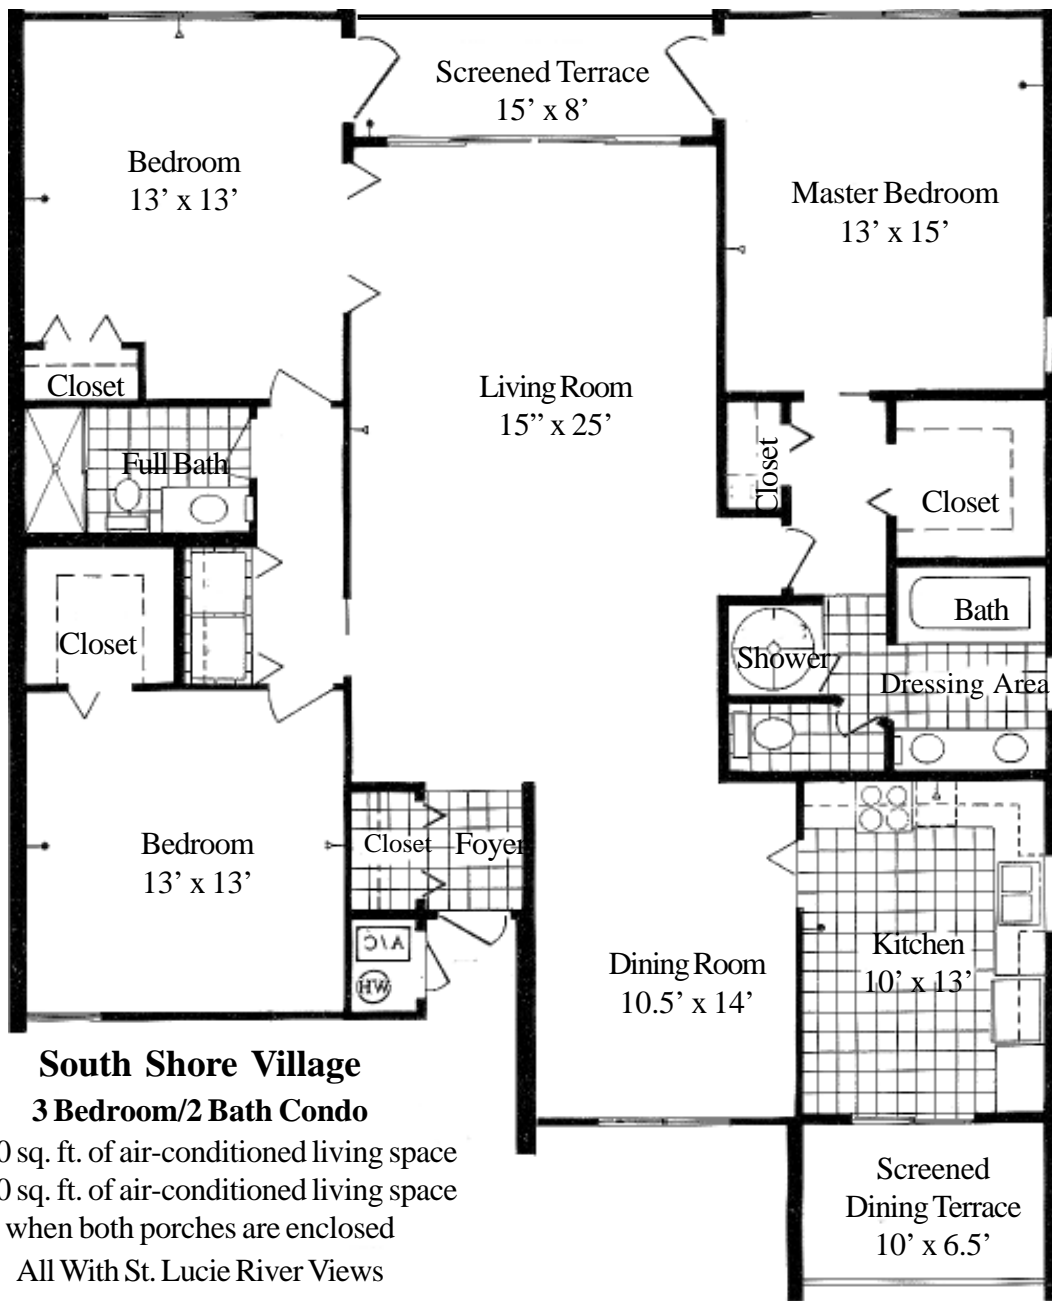 Screened Terrace
15’ x 8’
Bedroom
13’ x 13’
Master Bedroom
13’ x 15’
Closet
Living Room
15” x 25’
Full Bath
Closet
Closet
Closet
Bath
Shower
Dressing Area
Bedroom
13’ x 13’
Closet
Foyer
A/C
HW
Dining Room
10.5’ x 14’
Kitchen
10’ x 13’
South Shore Village
3 Bedroom/2 Bath Condo
0 sq. ft. of air-conditioned living space
0 sq. ft. of air-conditioned living space
when both porches are enclosed
All With St. Lucie River Views
Screened
Dining Terrace
10’ x 6.5’